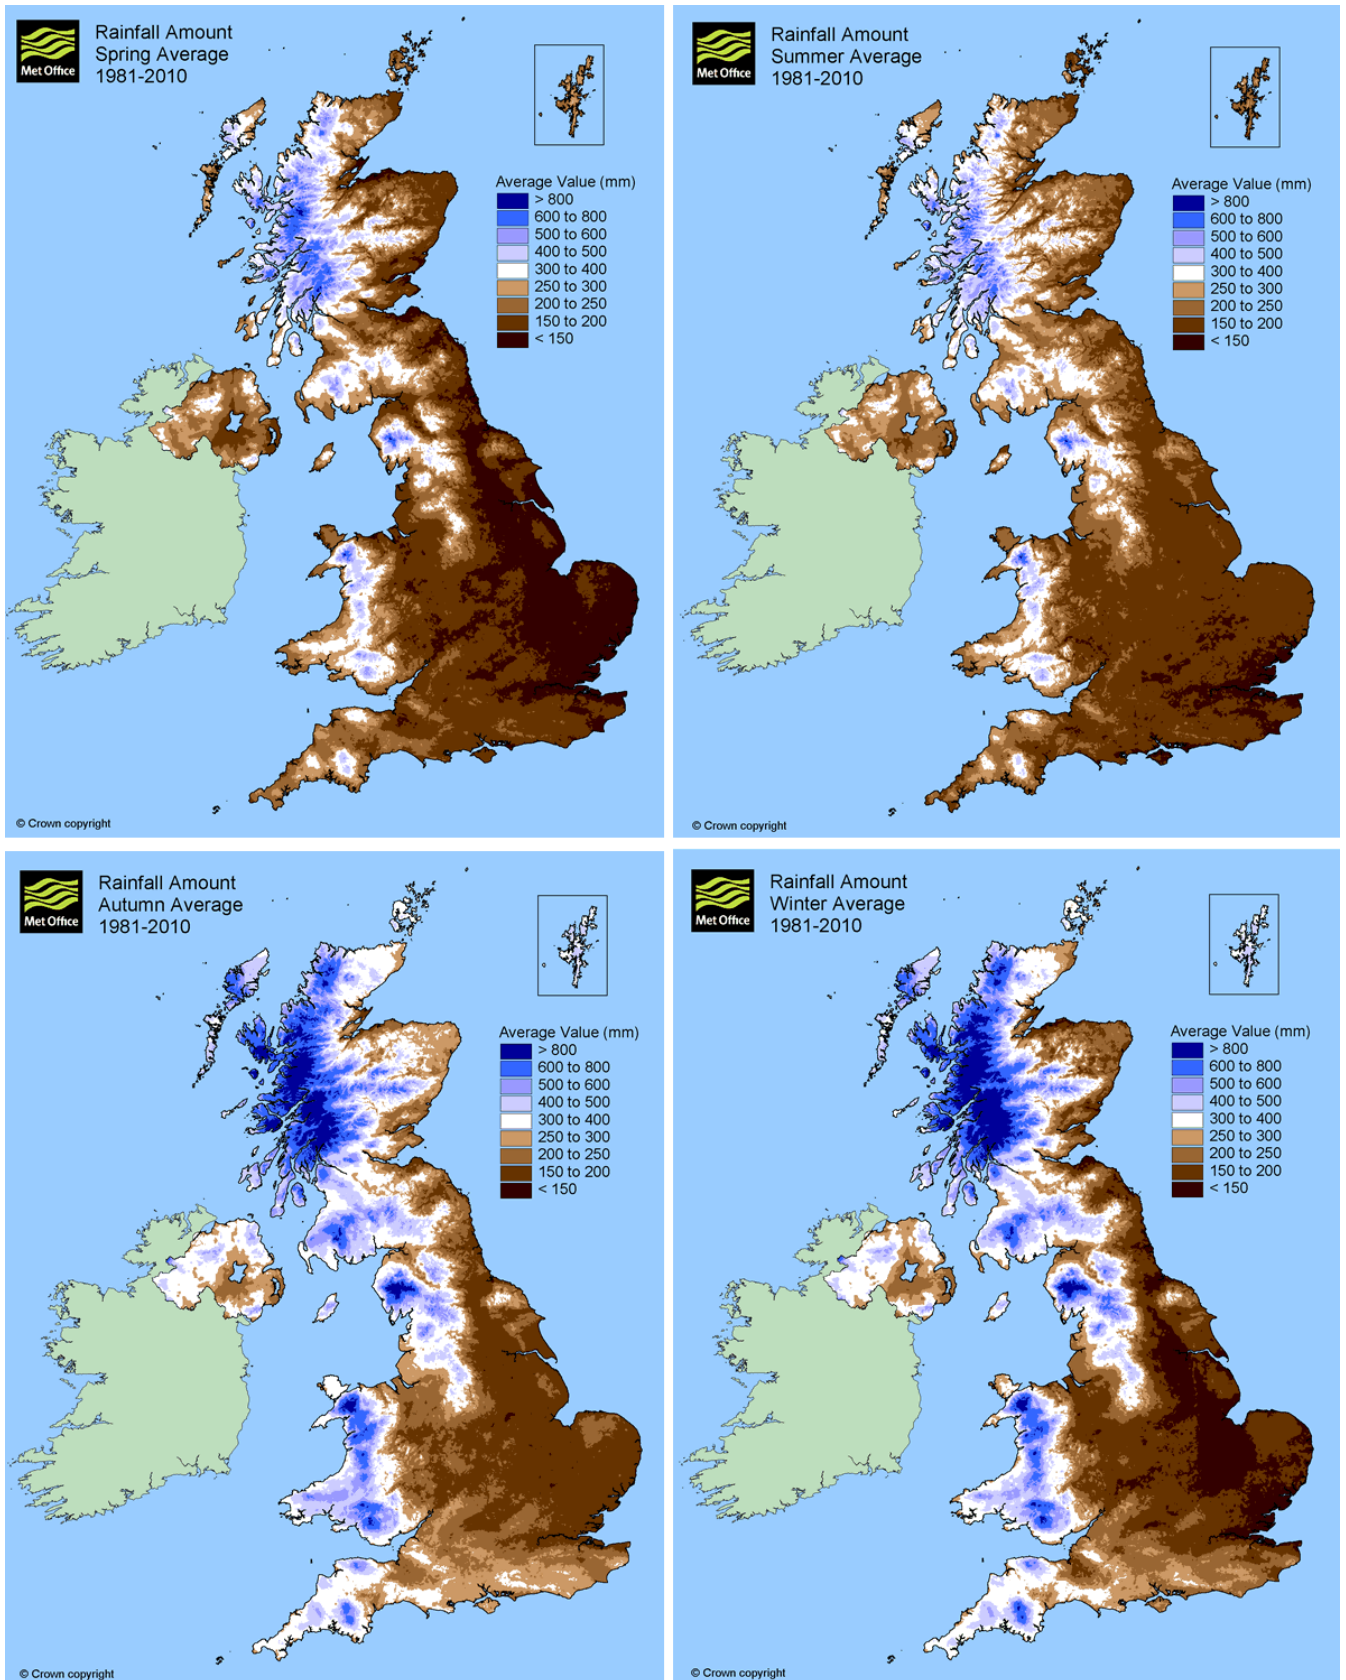 Met Office
Rainfall Amount
Spring Average
1981-2010
Average Value (mm)
> 800
600 to 800
500 to 600
400 to 500
300 to 400
250 to 300
200 to 250
150 to 200
< 150
© Crown copyright
Met Office
Rainfall Amount
Summer Average
1981-2010
Average Value (mm)
> 800
600 to 800
500 to 600
400 to 500
300 to 400
250 to 300
200 to 250
150 to 200
< 150
© Crown copyright
Met Office
Rainfall Amount
Autumn Average
1981-2010
Average Value (mm)
> 800
600 to 800
500 to 600
400 to 500
300 to 400
250 to 300
200 to 250
150 to 200
< 150
© Crown copyright
Met Office
Rainfall Amount
Winter Average
1981-2010
Average Value (mm)
> 800
600 to 800
500 to 600
400 to 500
300 to 400
250 to 300
200 to 250
150 to 200
< 150
© Crown copyright